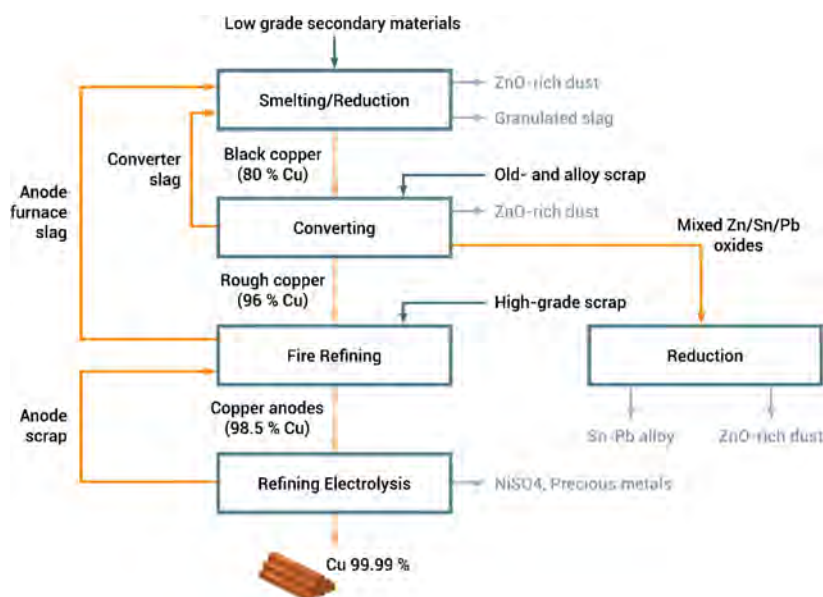 Low grade secondary materials
Smelting/Reduction
ZnO-rich dust
Granulated slag
Converter
slag
Black copper
(80 % Cu)
Anode
furnace
slag
Old- and alloy scrap
Converting
ZnO-rich dust
Mixed Zn/Sn/Pb
oxides
Rough copper
(96 % Cu)
High-grade scrap
Fire Refining
Reduction
Anode
scrap
Copper anodes
(98.5 % Cu)
Sn-Pb alloy
ZnO-rich dust
Refining Electrolysis
NiSO4, Precious metals
Cu 99.99 %